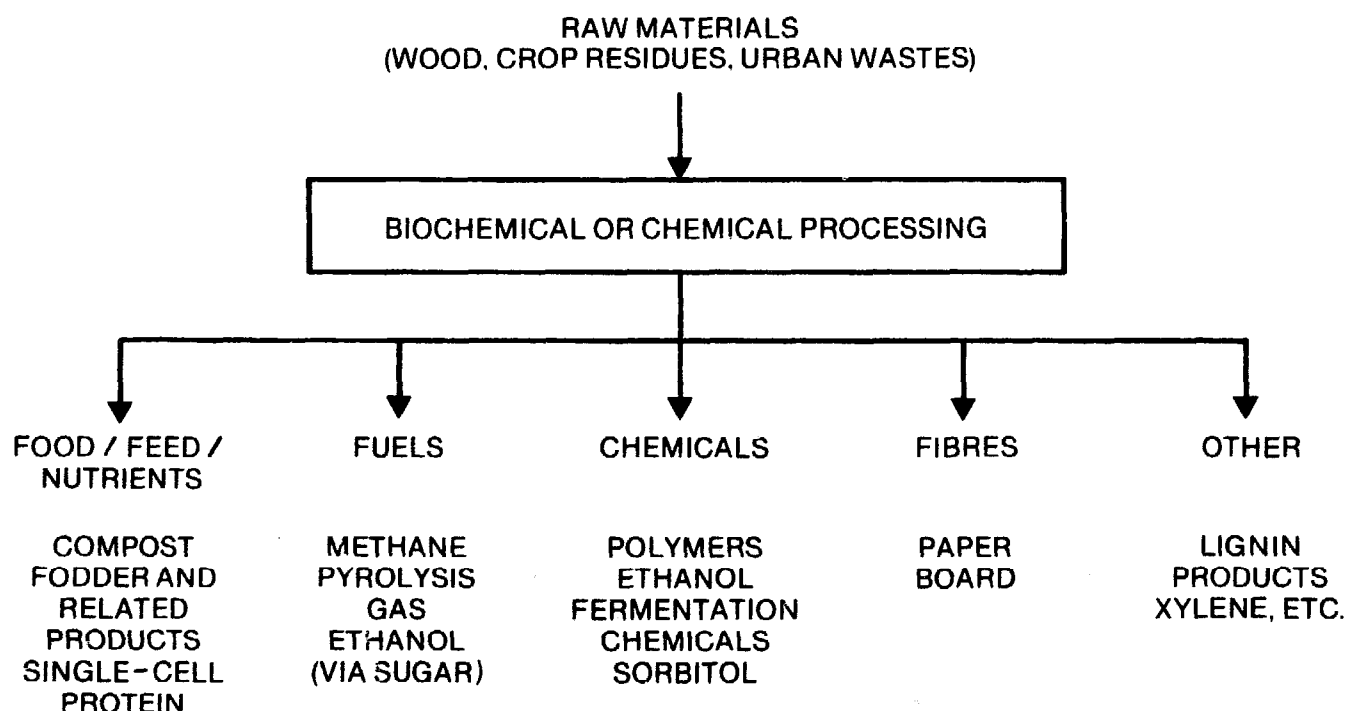 RAW MATERIALS
(WOOD, CROP RESIDUES, URBAN WASTES)
BIOCHEMICAL OR CHEMICAL PROCESSING
FOOD / FEED /
NUTRIENTS
COMPOST
FODDER AND
RELATED
PRODUCTS
SINGLE-CELL
PROTEIN
FUELS
METHANE
PYROLYSIS
GAS
ETHANOL
(VIA SUGAR)
CHEMICALS
POLYMERS
ETHANOL
FERMENTATION
CHEMICALS
SORBITOL
FIBRES
PAPER
BOARD
OTHER
LIGNIN
PRODUCTS
XYLENE, ETC.